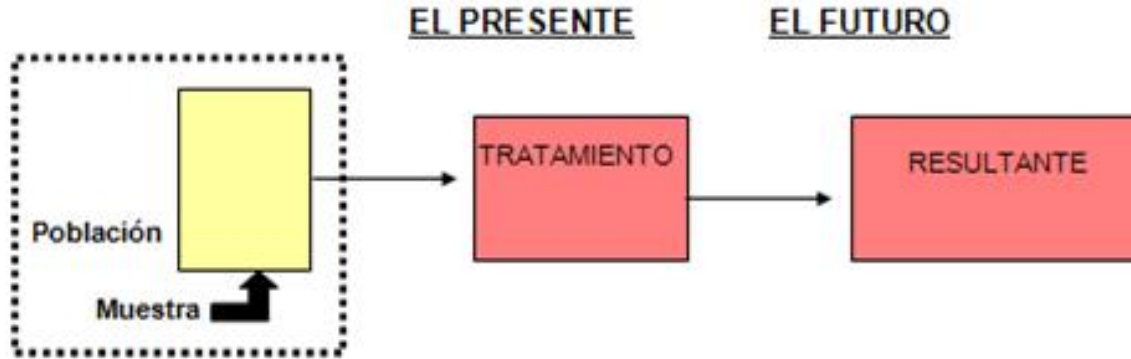 EL PRESENTE
EL FUTURO
TRATAMIENTO
RESULTANTE
Población
Muestra